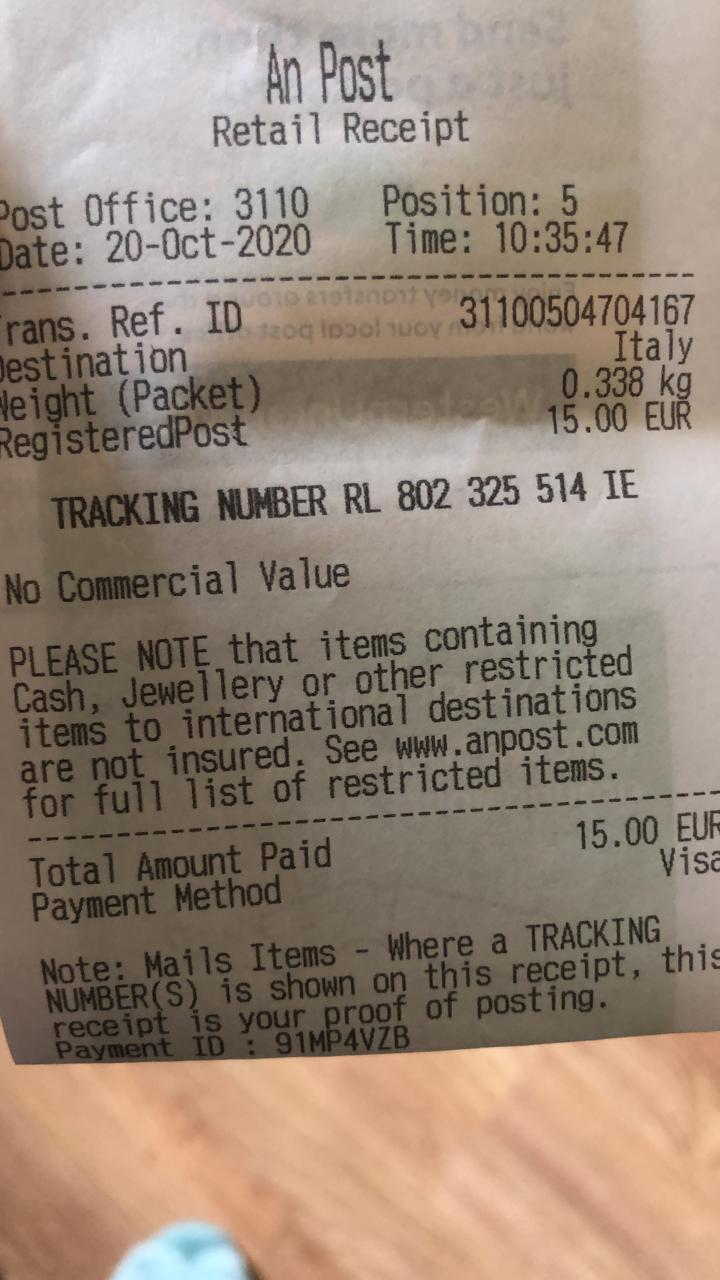 An Post
Retail Receipt
Post Office: 3110 Position: 5
Date: 20-Oct-2020 Time: 10:35:47
Trans. Ref. ID 31100504704167
Destination Italy
Weight (Packet) 0.338 kg
RegisteredPost 15.00 EUR
TRACKING NUMBER RL 802 325 514 IE
No Commercial Value
PLEASE NOTE that items containing
Cash, Jewellery or other restricted
items to international destinations
are not insured. See www.anpost.com
for full list of restricted items.
Total Amount Paid 15.00 EUR
Payment Method Visa
Note: Mails Items - Where a TRACKING
NUMBER(S) is shown on this receipt, this
receipt is your proof of posting.
Payment ID : 91MP4VZB